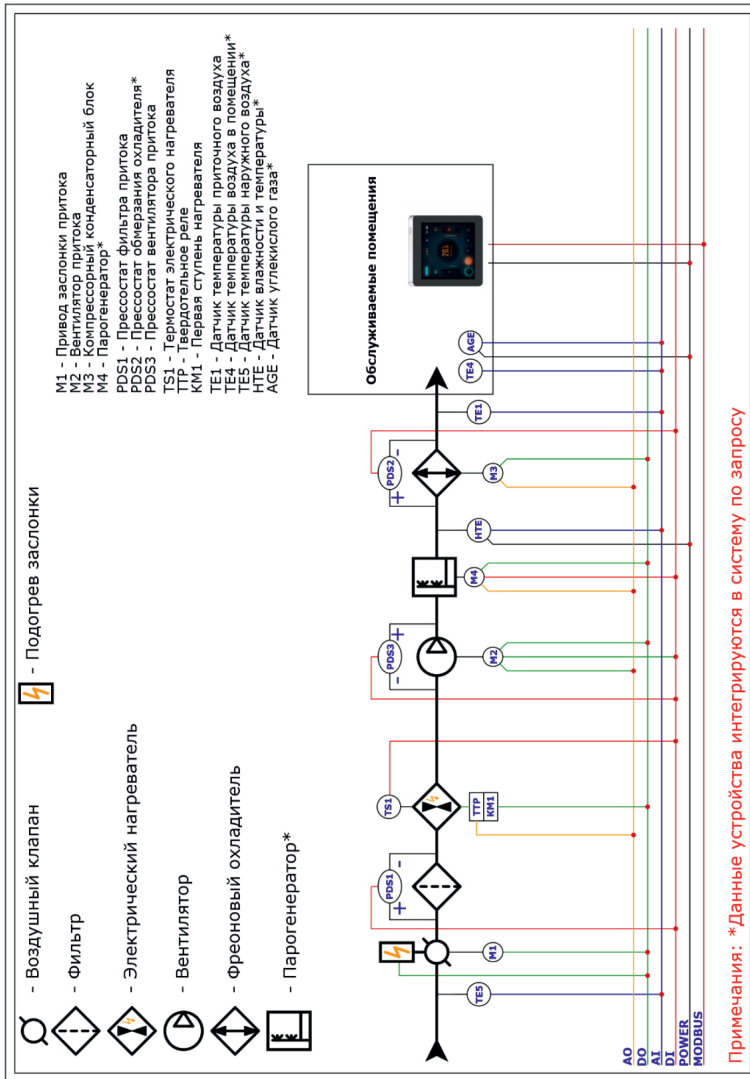 - Воздушный клапан
- Фильтр
- Электрический нагреватель
- Вентилятор
- Фреоновый охладитель
- Парогенератор*
- Подогрев заслонки
M1 - Привод заслонки притока
M2 - Вентилятор притока
M3 - Компрессорный конденсаторный блок
M4 - Парогенератор*
PDS1 - Прессостат фильтра притока
PDS2 - Прессостат обмерзания охладителя*
PDS3 - Прессостат вентилятора притока
TS1 - Термостат электрического нагревателя
TTP - Твердотельное реле
KM1 - Первая ступень нагревателя
TE1 - Датчик температуры приточного воздуха
TE4 - Датчик температуры воздуха в помещении*
TE5 - Датчик температуры наружного воздуха*
HTE - Датчик влажности и температуры*
AGE - Датчик углекислого газа*
Обслуживаемые помещения
PDS1
+
-
TS1
PDS3
-
+
PDS2
+
-
TE5
M1
TTP
KM1
M2
M4
HTE
M3
TE1
TE4
AGE
AO
DO
AI
DI
POWER
MODBUS
Примечания: *Данные устройства интегрируются в систему по запросу